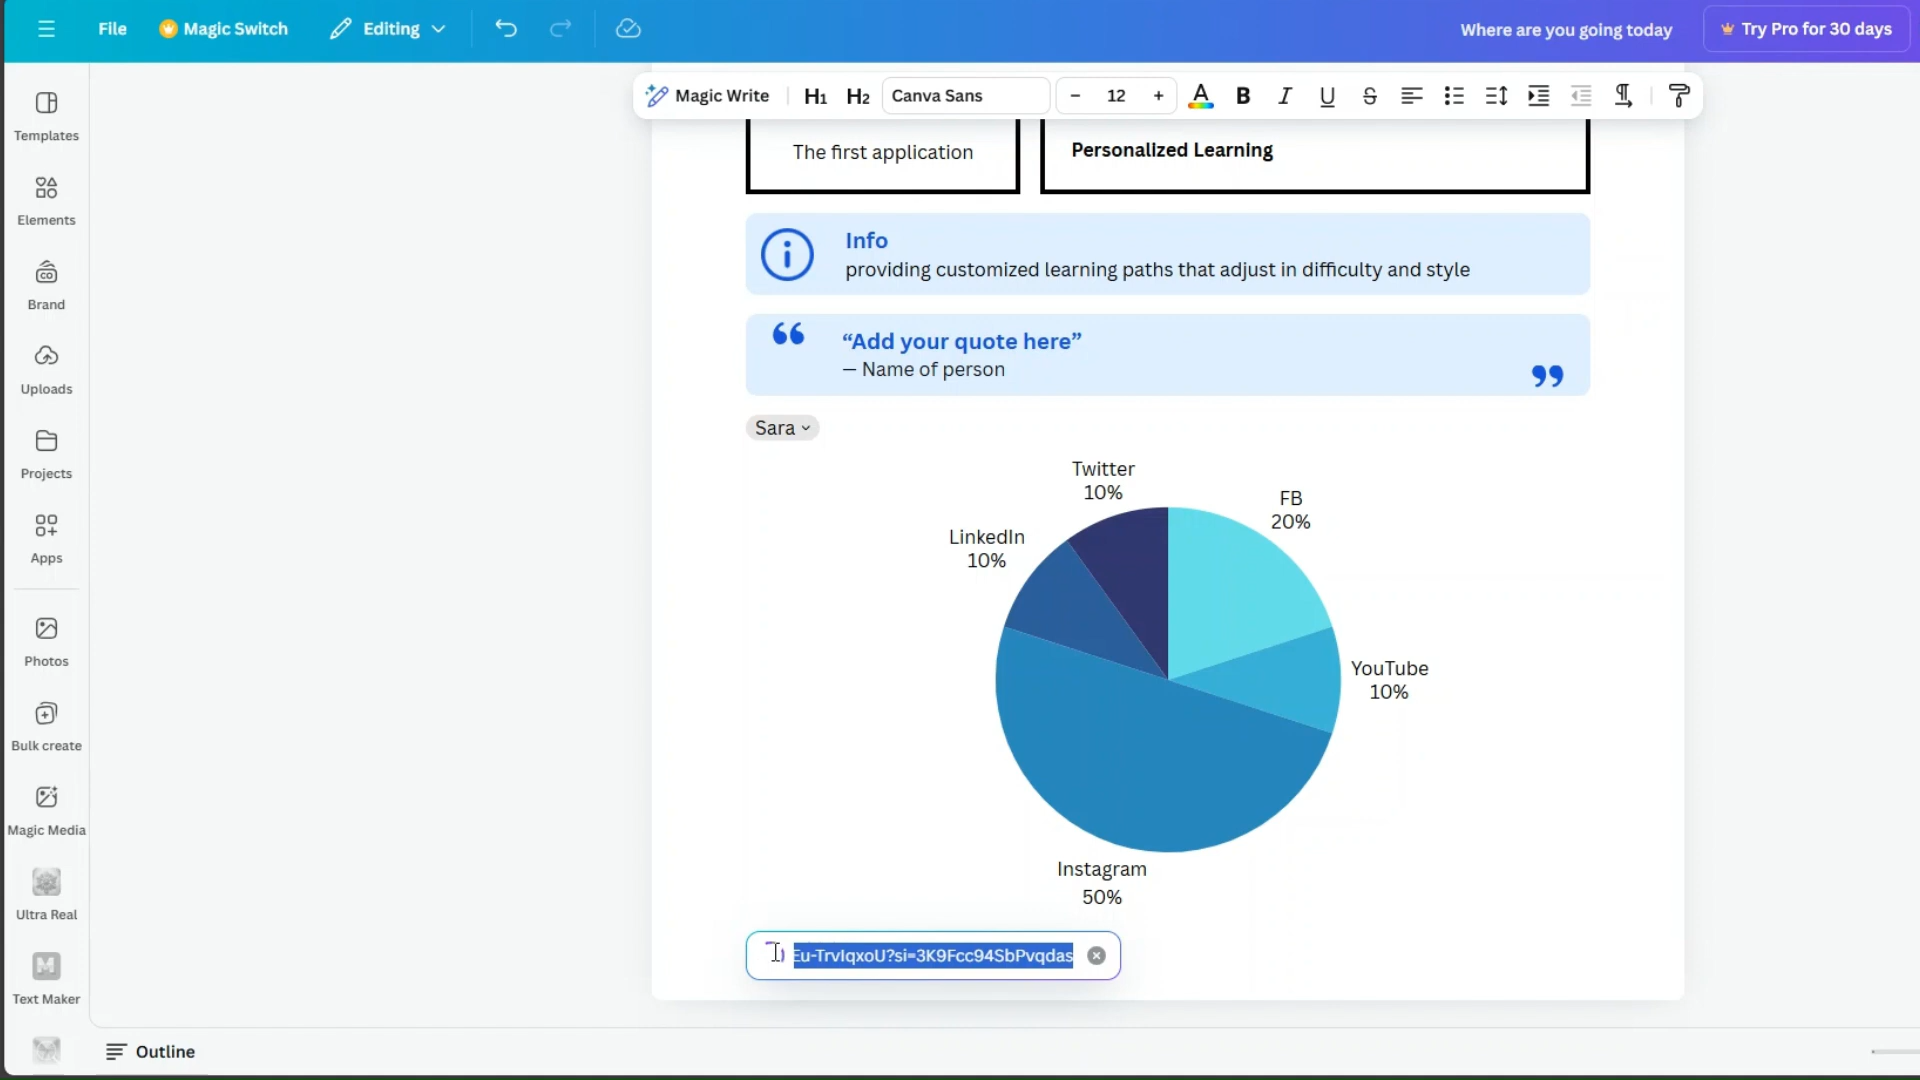 File
Magic Switch
Editing
Where are you going today
Try Pro for 30 days
Magic Write
H1
H2
Canva Sans
− 12 +
A
B
I
U
S
Templates
Elements
Brand
Uploads
Projects
Apps
Photos
Bulk create
Magic Media
Ultra Real
Text Maker
The first application
Personalized Learning
Info
providing customized learning paths that adjust in difficulty and style
“Add your quote here”
— Name of person
Sara
Twitter
10%
FB
20%
LinkedIn
10%
YouTube
10%
Instagram
50%
Eu-TrvIqxoU?si=3K9Fcc94SbPvqdas
Outline